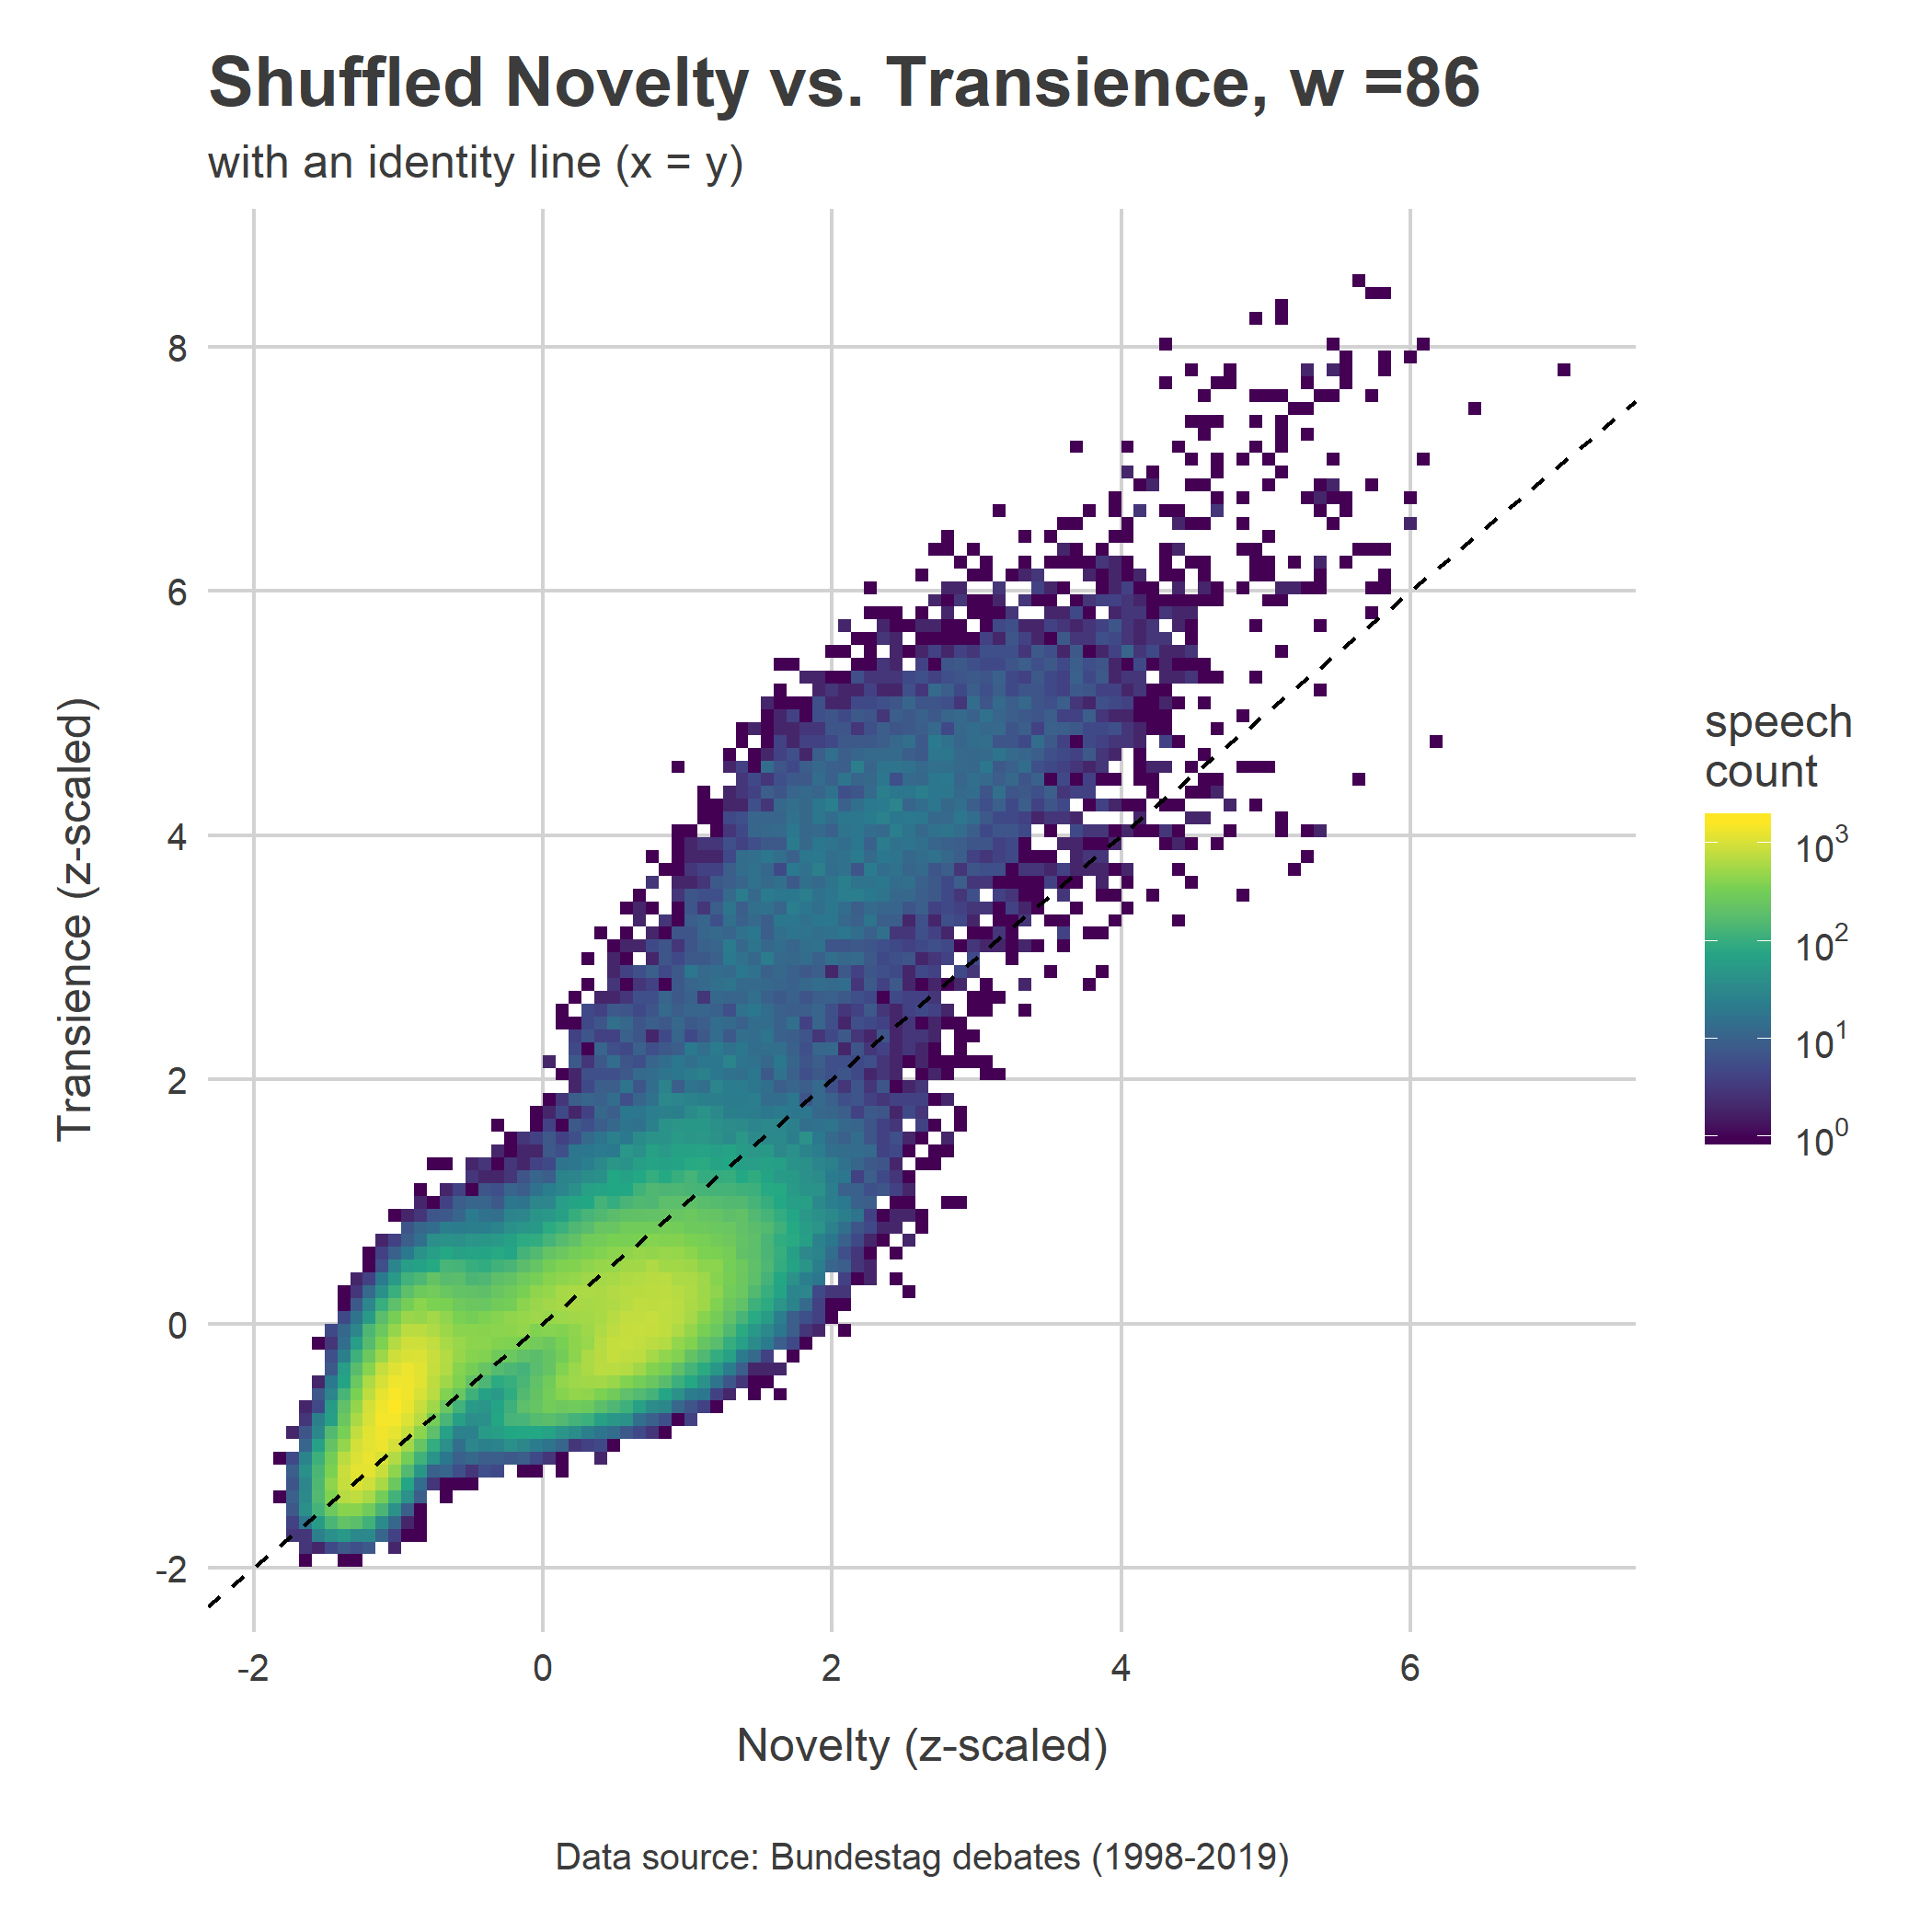 Shuffled Novelty vs. Transience, w =86
with an identity line (x = y)
Transience (z-scaled)
8
6
4
2
0
-2
-2 0 2 4 6
Novelty (z-scaled)
speech
count
10³
10²
10¹
10⁰
Data source: Bundestag debates (1998-2019)